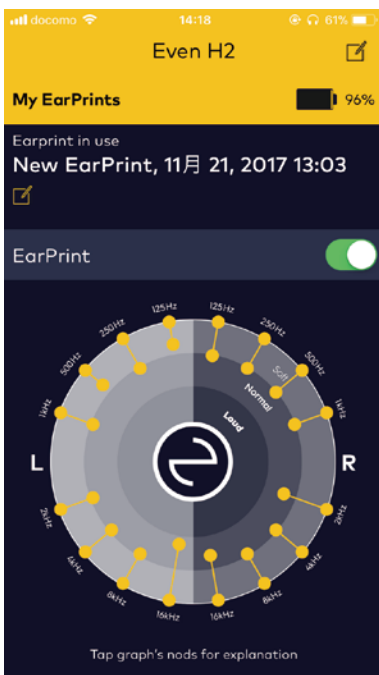 docomo 14:18 61%
Even H2
My EarPrints 96%
Earprint in use
New EarPrint, 11月 21, 2017 13:03
EarPrint
125Hz 125Hz
250Hz 250Hz
500Hz Soft 500Hz
Normal
1kHz Loud 1kHz
L R
2kHz 2kHz
4kHz 4kHz
8kHz 8kHz
16kHz 16kHz
Tap graph's nods for explanation